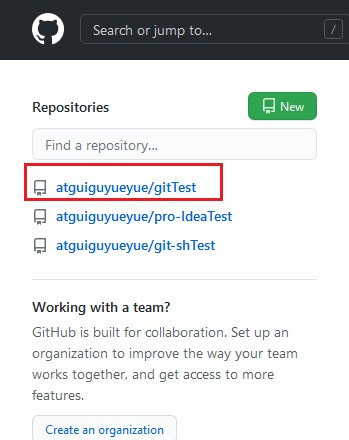 Search or jump to...
/
Repositories
New
Find a repository...
atguiguyueyue/gitTest
atguiguyueyue/pro-IdeaTest
atguiguyueyue/git-shTest
Working with a team?
GitHub is built for collaboration. Set up an
organization to improve the way your team
works together, and get access to more
features.
Create an organization